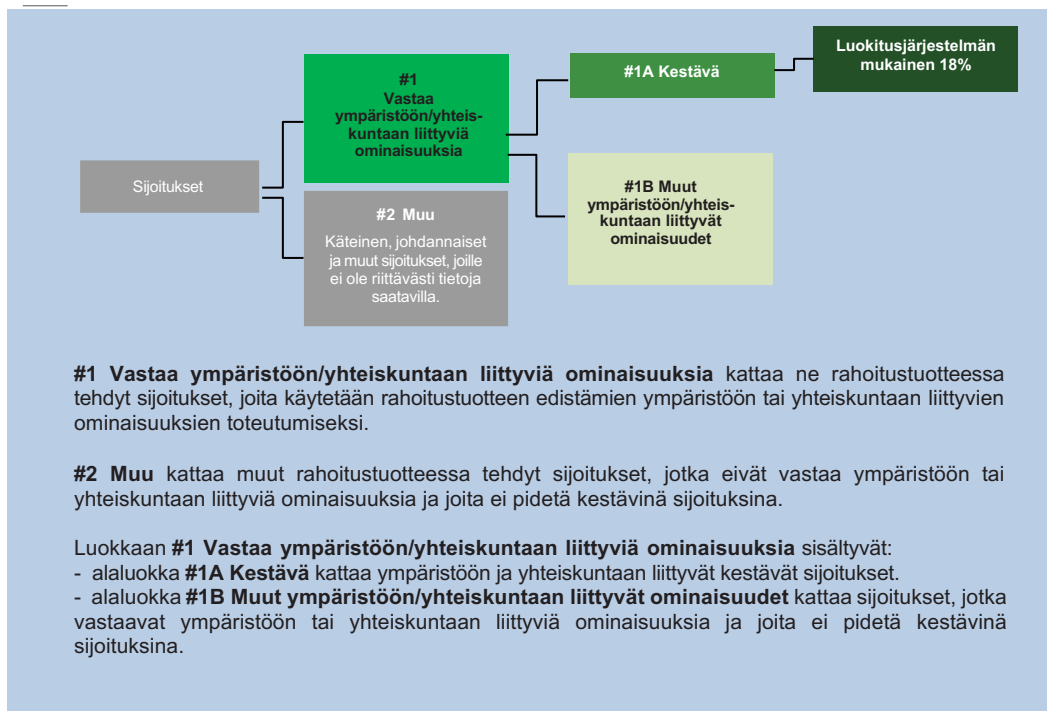 Sijoitukset
#1
Vastaa
ympäristöön/yhteis-
kuntaan liittyviä
ominaisuuksia
#2 Muu
Käteinen, johdannaiset
ja muut sijoitukset, joille
ei ole riittävästi tietoja
saatavilla.
#1A Kestävä
#1B Muut
ympäristöön/yhteis-
kuntaan liittyvät
ominaisuudet
Luokitusjärjestelmän
mukainen 18%
#1 Vastaa ympäristöön/yhteiskuntaan liittyviä ominaisuuksia kattaa ne rahoitustuotteessa
tehdyt sijoitukset, joita käytetään rahoitustuotteen edistämien ympäristöön tai yhteiskuntaan liittyvien
ominaisuuksien toteutumiseksi.
#2 Muu kattaa muut rahoitustuotteessa tehdyt sijoitukset, jotka eivät vastaa ympäristöön tai
yhteiskuntaan liittyviä ominaisuuksia ja joita ei pidetä kestävinä sijoituksina.
Luokkaan #1 Vastaa ympäristöön/yhteiskuntaan liittyviä ominaisuuksia sisältyvät:
- alaluokka #1A Kestävä kattaa ympäristöön ja yhteiskuntaan liittyvät kestävät sijoitukset.
- alaluokka #1B Muut ympäristöön/yhteiskuntaan liittyvät ominaisuudet kattaa sijoitukset, jotka
vastaavat ympäristöön tai yhteiskuntaan liittyviä ominaisuuksia ja joita ei pidetä kestävinä
sijoituksina.